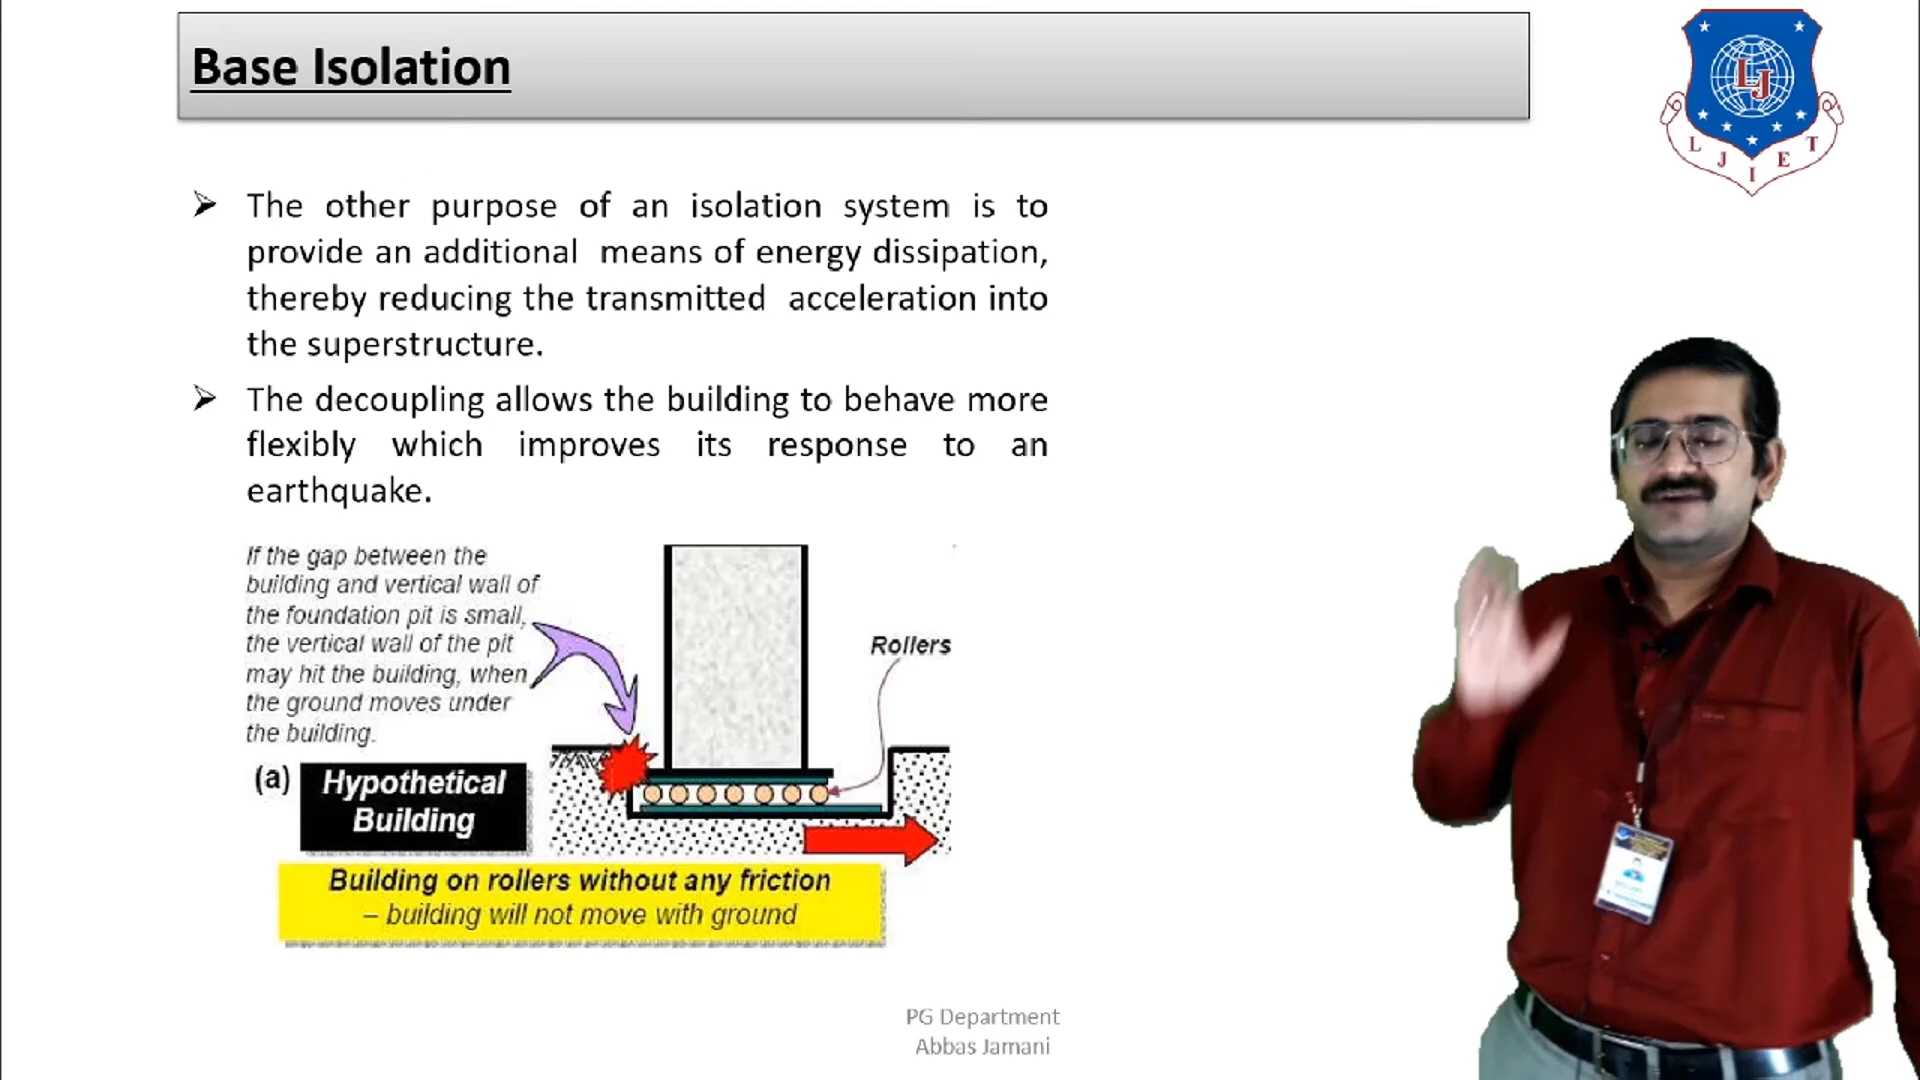 Base Isolation
L J I E T
LJ
➢ The other purpose of an isolation system is to
provide an additional means of energy dissipation,
thereby reducing the transmitted acceleration into
the superstructure.
➢ The decoupling allows the building to behave more
flexibly which improves its response to an
earthquake.
If the gap between the
building and vertical wall of
the foundation pit is small,
the vertical wall of the pit
may hit the building, when
the ground moves under
the building.
Rollers
(a) Hypothetical
Building
Building on rollers without any friction
– building will not move with ground
PG Department
Abbas Jamani